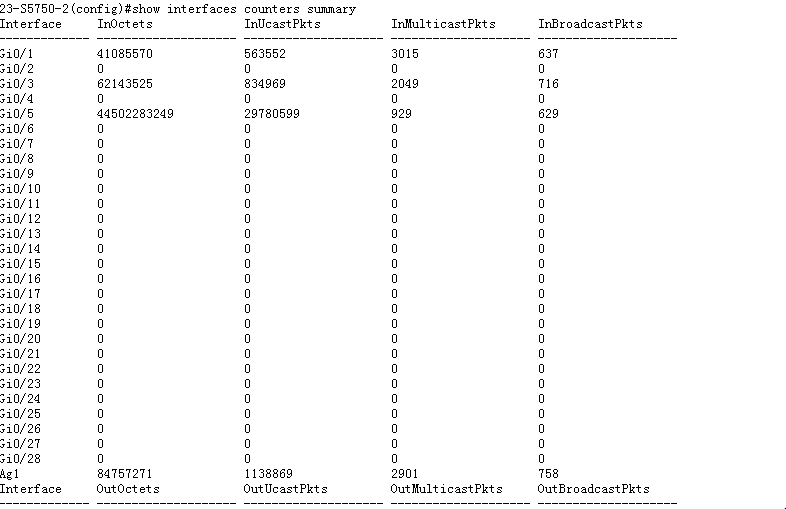 23-S5750-2(config)#show interfaces counters summary
Interface InOctets InUcastPkts InMulticastPkts InBroadcastPkts
------------ ------------------ ------------------ ------------------ ------------------
Gi0/1 41085570 563552 3015 637
Gi0/2 0 0 0 0
Gi0/3 62143525 834969 2049 716
Gi0/4 0 0 0 0
Gi0/5 44502283249 29780599 929 629
Gi0/6 0 0 0 0
Gi0/7 0 0 0 0
Gi0/8 0 0 0 0
Gi0/9 0 0 0 0
Gi0/10 0 0 0 0
Gi0/11 0 0 0 0
Gi0/12 0 0 0 0
Gi0/13 0 0 0 0
Gi0/14 0 0 0 0
Gi0/15 0 0 0 0
Gi0/16 0 0 0 0
Gi0/17 0 0 0 0
Gi0/18 0 0 0 0
Gi0/19 0 0 0 0
Gi0/20 0 0 0 0
Gi0/21 0 0 0 0
Gi0/22 0 0 0 0
Gi0/23 0 0 0 0
Gi0/24 0 0 0 0
Gi0/25 0 0 0 0
Gi0/26 0 0 0 0
Gi0/27 0 0 0 0
Gi0/28 0 0 0 0
Ag1 84757271 1138869 2901 758
Interface OutOctets OutUcastPkts OutMulticastPkts OutBroadcastPkts
------------ ------------------ ------------------ ------------------ ------------------